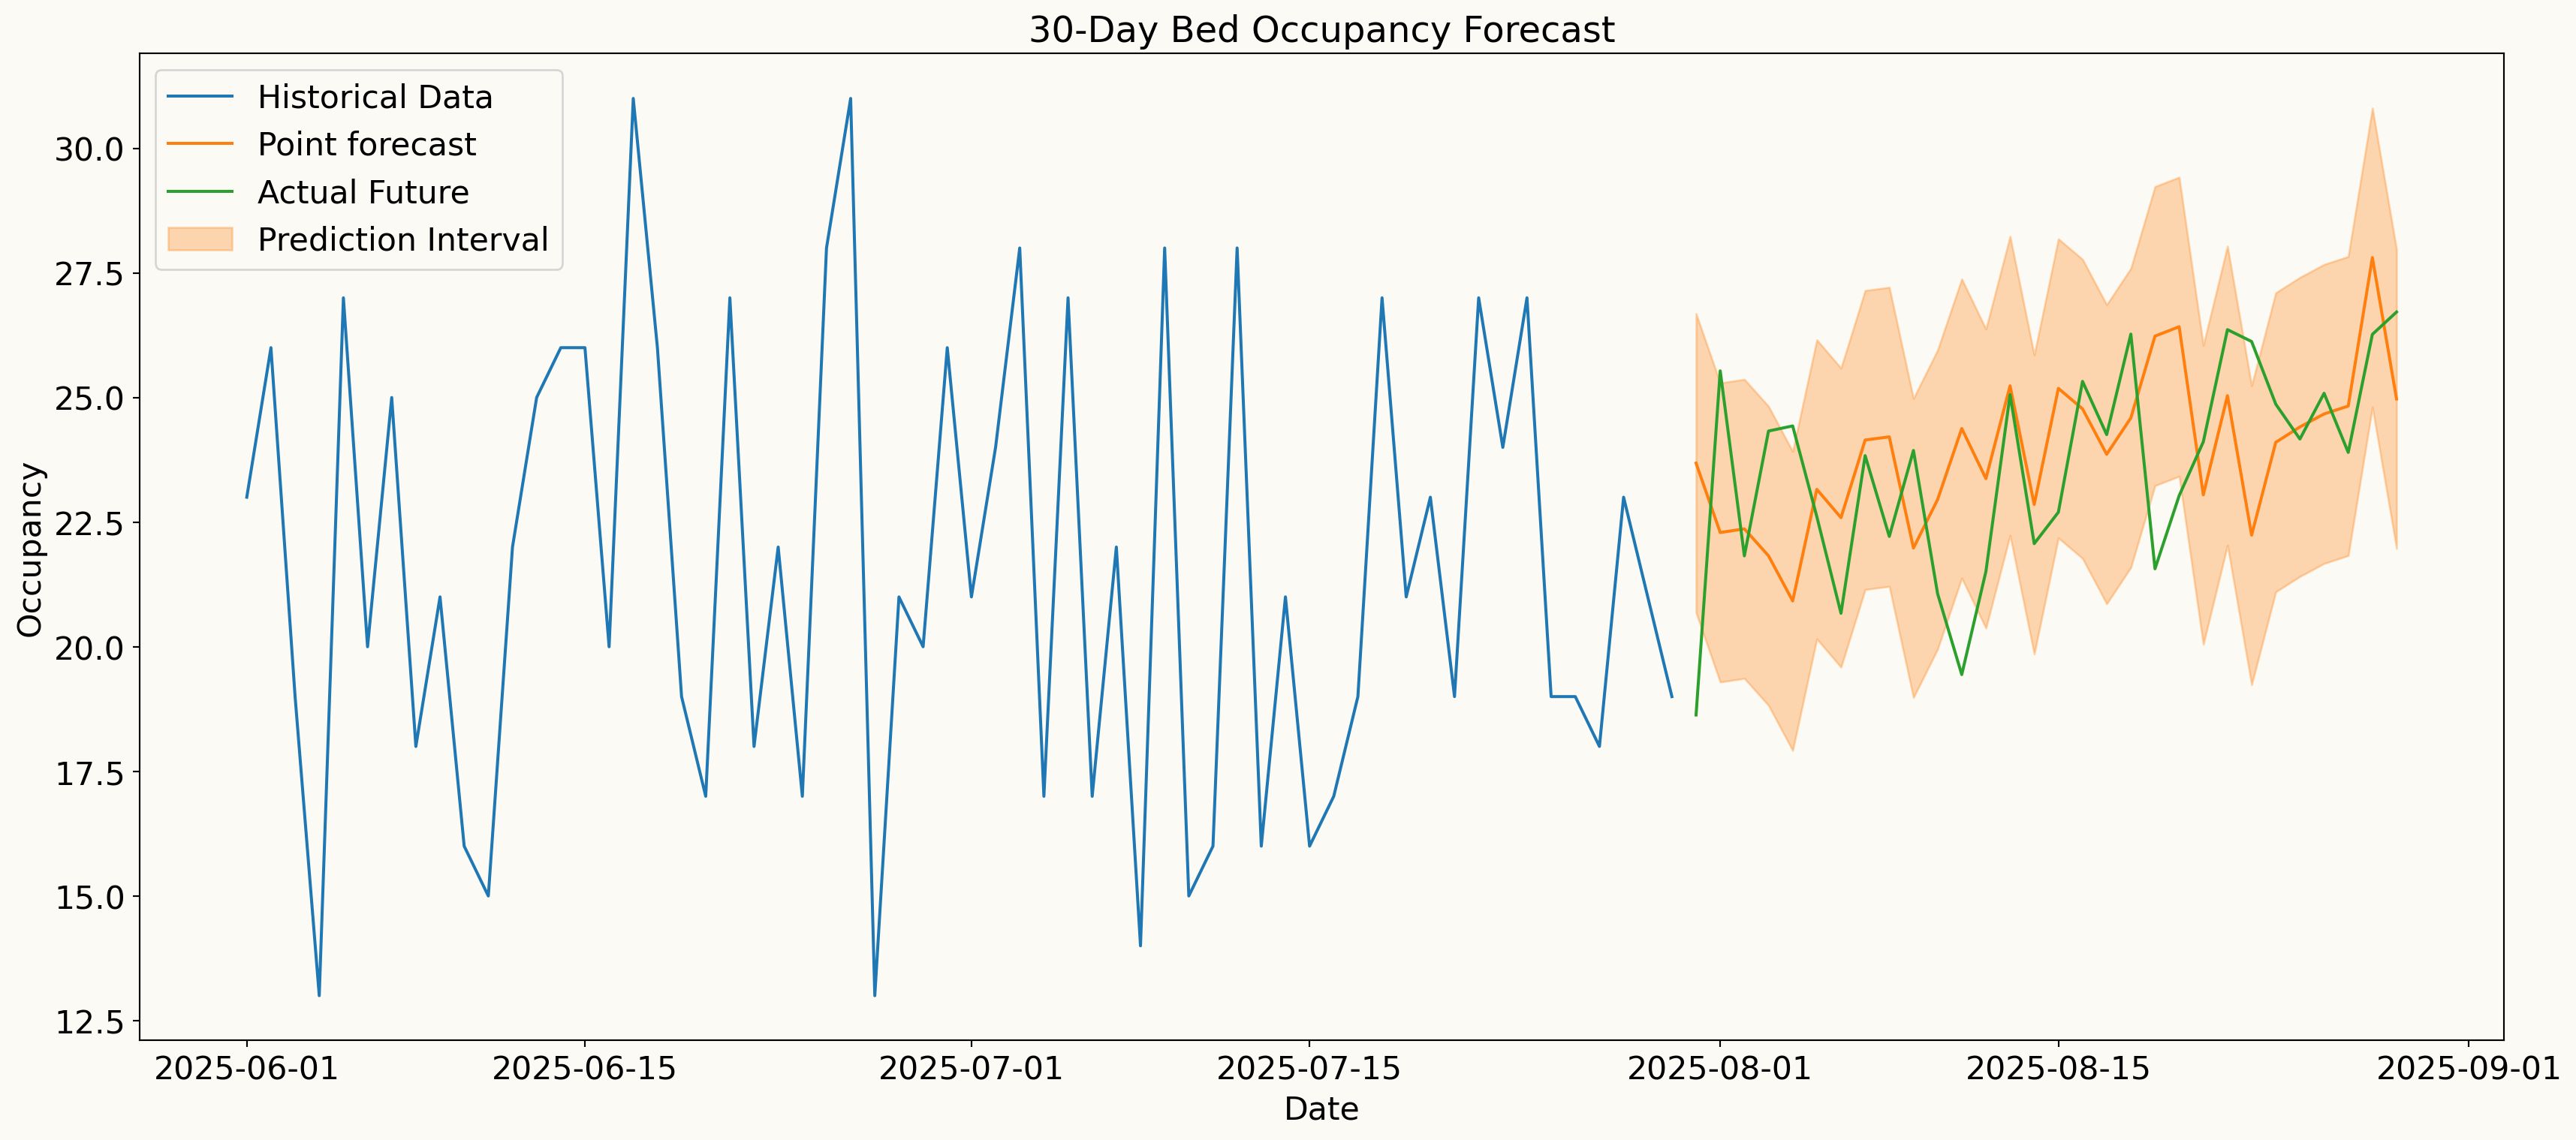 30-Day Bed Occupancy Forecast
Historical Data
Point forecast
Actual Future
Prediction Interval
30.0
27.5
25.0
22.5
20.0
17.5
15.0
12.5
Occupancy
2025-06-01 2025-06-15 2025-07-01 2025-07-15 2025-08-01 2025-08-15 2025-09-01
Date